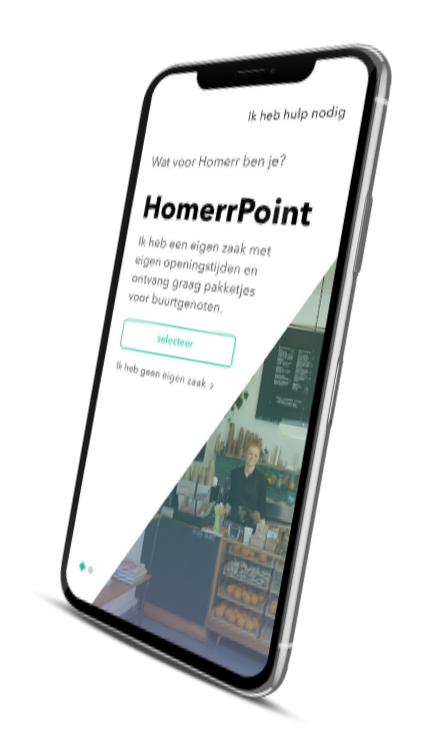 Ik heb hulp nodig
Wat voor Homerr ben je?
HomerrPoint
Ik heb een eigen zaak met
eigen openingstijden en
ontvang graag pakketjes
voor buurtgenoten.
selecteer
Ik heb geen eigen zaak >